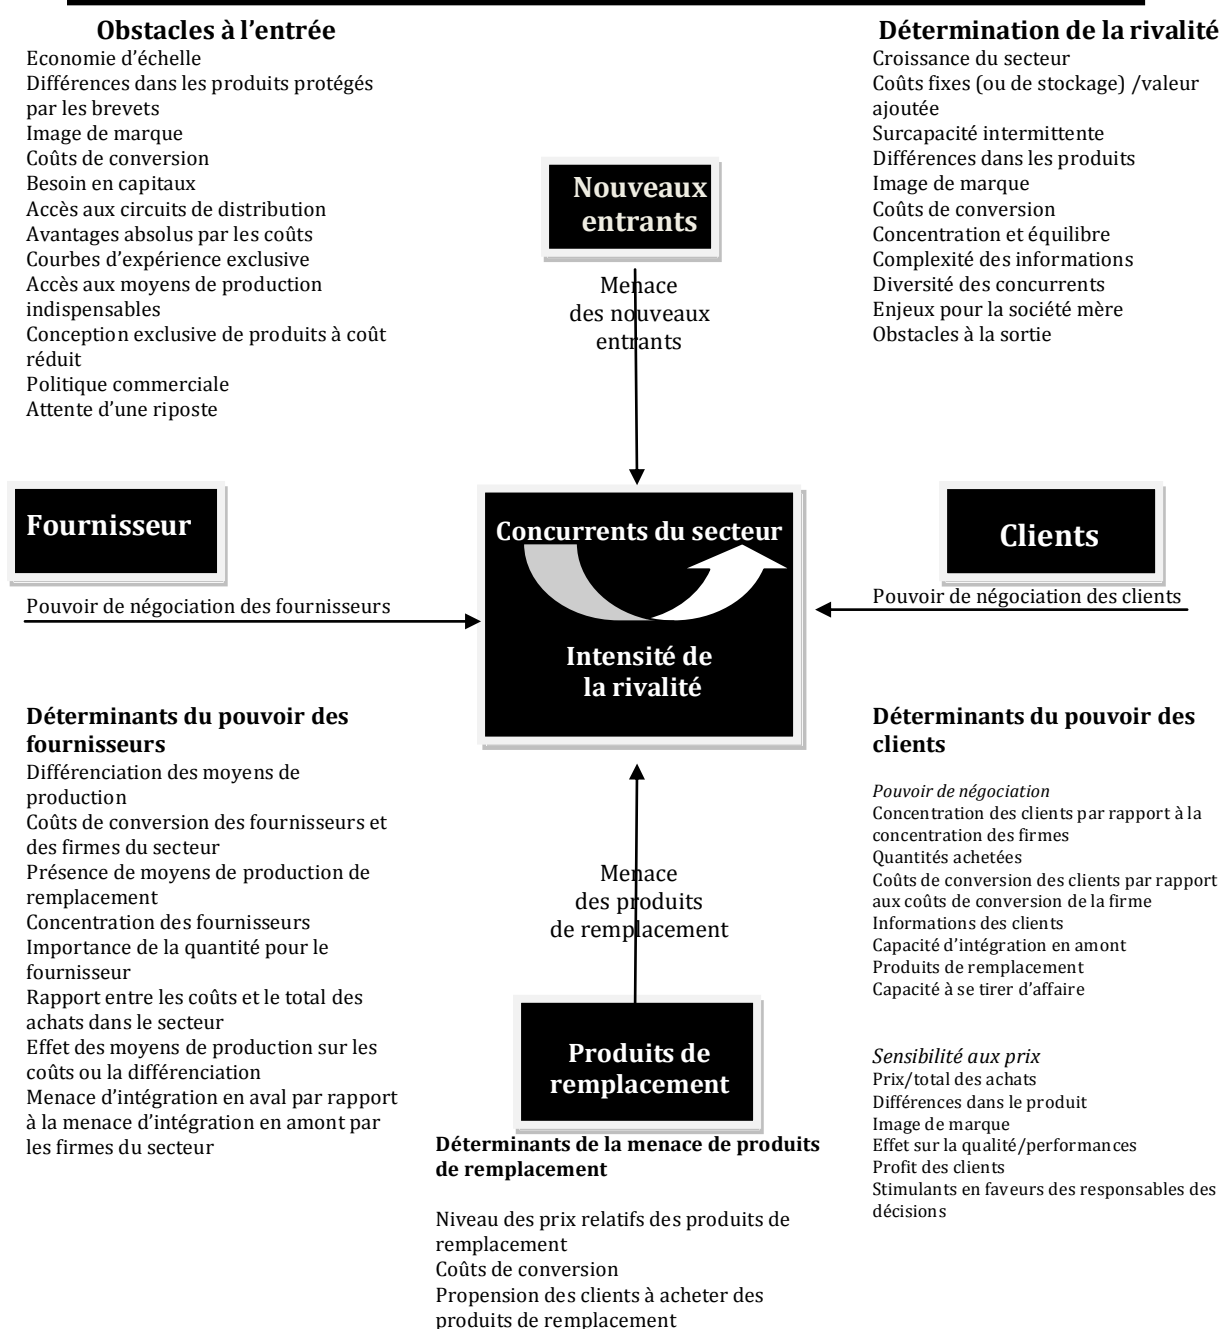 Obstacles à l’entrée
Economie d’échelle
Différences dans les produits protégés
par les brevets
Image de marque
Coûts de conversion
Besoin en capitaux
Accès aux circuits de distribution
Avantages absolus par les coûts
Courbes d’expérience exclusive
Accès aux moyens de production
indispensables
Conception exclusive de produits à coût
réduit
Politique commerciale
Attente d’une riposte
Nouveaux
entrants
Menace
des nouveaux
entrants
Détermination de la rivalité
Croissance du secteur
Coûts fixes (ou de stockage) /valeur
ajoutée
Surcapacité intermittente
Différences dans les produits
Image de marque
Coûts de conversion
Concentration et équilibre
Complexité des informations
Diversité des concurrents
Enjeux pour la société mère
Obstacles à la sortie
Fournisseur
Pouvoir de négociation des fournisseurs
Concurrents du secteur
Intensité de
la rivalité
Clients
Pouvoir de négociation des clients
Déterminants du pouvoir des
fournisseurs
Différenciation des moyens de
production
Coûts de conversion des fournisseurs et
des firmes du secteur
Présence de moyens de production de
remplacement
Concentration des fournisseurs
Importance de la quantité pour le
fournisseur
Rapport entre les coûts et le total des
achats dans le secteur
Effet des moyens de production sur les
coûts ou la différenciation
Menace d’intégration en aval par rapport
à la menace d’intégration en amont par
les firmes du secteur
Menace
des produits
de remplacement
Produits de
remplacement
Déterminants de la menace de produits
de remplacement
Niveau des prix relatifs des produits de
remplacement
Coûts de conversion
Propension des clients à acheter des
produits de remplacement
Déterminants du pouvoir des
clients
Pouvoir de négociation
Concentration des clients par rapport à la
concentration des firmes
Quantités achetées
Coûts de conversion des clients par rapport
aux coûts de conversion de la firme
Informations des clients
Capacité d’intégration en amont
Produits de remplacement
Capacité à se tirer d’affaire
Sensibilité aux prix
Prix/total des achats
Différences dans le produit
Image de marque
Effet sur la qualité/performances
Profit des clients
Stimulants en faveurs des responsables des
décisions